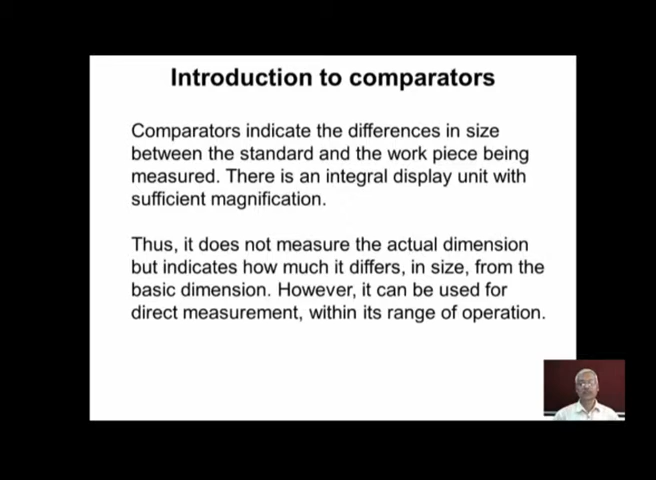 Introduction to comparators
Comparators indicate the differences in size
between the standard and the work piece being
measured. There is an integral display unit with
sufficient magnification.
Thus, it does not measure the actual dimension
but indicates how much it differs, in size, from the
basic dimension. However, it can be used for
direct measurement, within its range of operation.